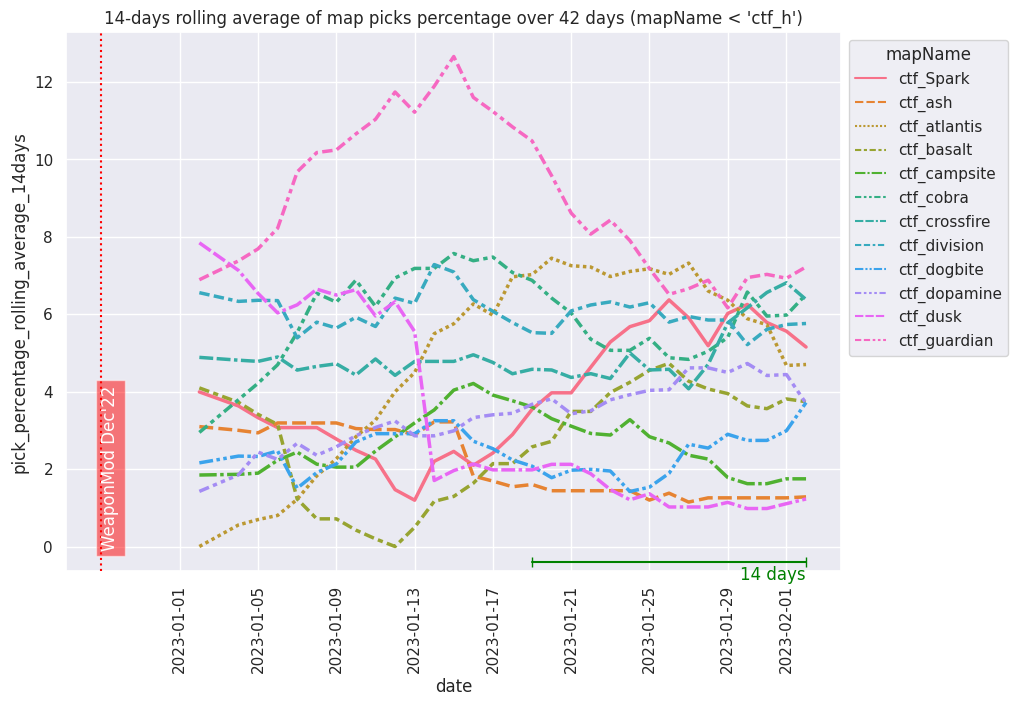 14-days rolling average of map picks percentage over 42 days (mapName < 'ctf_h')
pick_percentage_rolling_average_14days
12
10
8
6
4
2
0
WeaponMod Dec'22
14 days
2023-01-01
2023-01-05
2023-01-09
2023-01-13
2023-01-17
2023-01-21
2023-01-25
2023-01-29
2023-02-01
date
mapName
ctf_Spark
ctf_ash
ctf_atlantis
ctf_basalt
ctf_campsite
ctf_cobra
ctf_crossfire
ctf_division
ctf_dogbite
ctf_dopamine
ctf_dusk
ctf_guardian